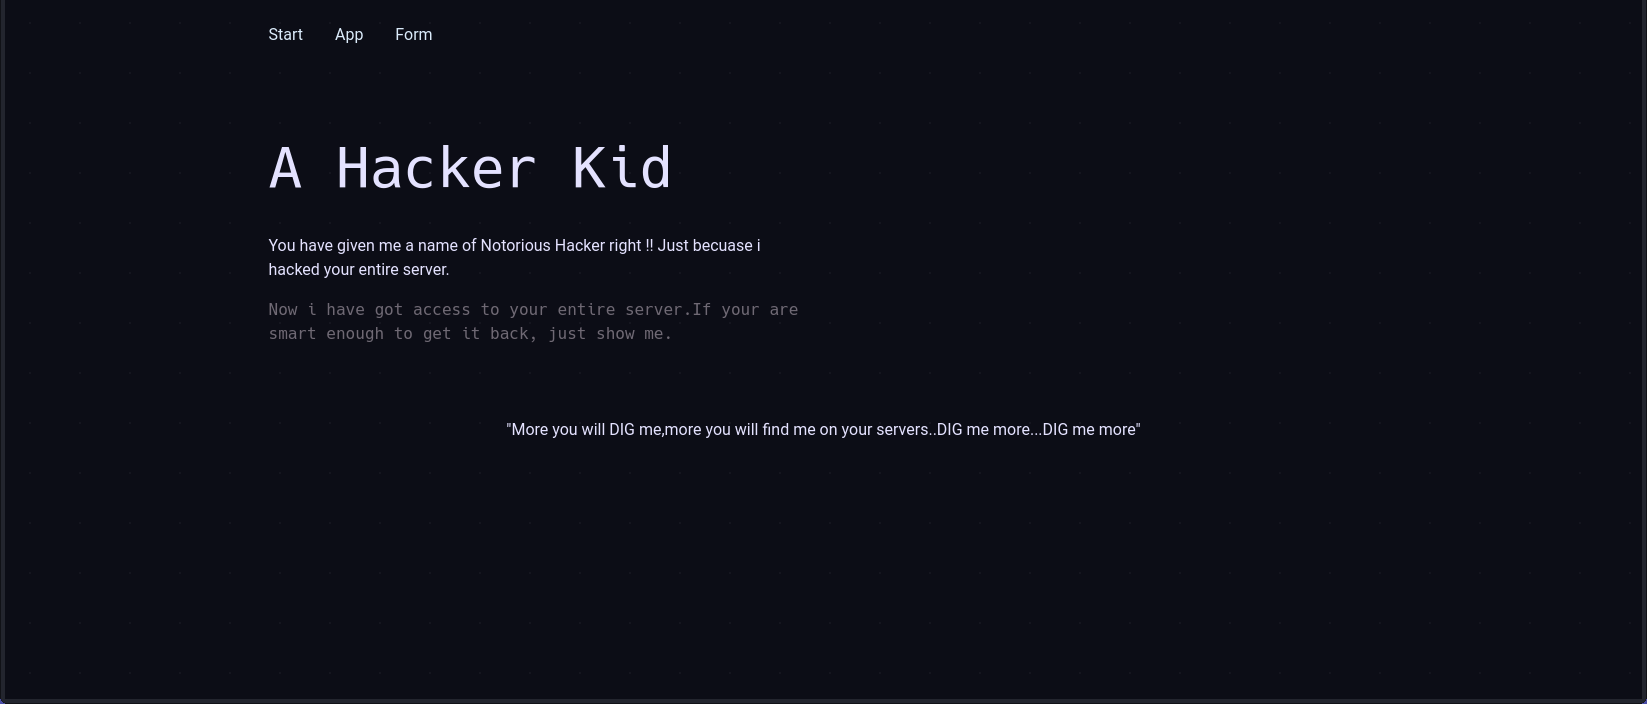 Start App Form
A Hacker Kid
You have given me a name of Notorious Hacker right !! Just becuase i
hacked your entire server.
Now i have got access to your entire server.If your are
smart enough to get it back, just show me.
"More you will DIG me,more you will find me on your servers..DIG me more...DIG me more"